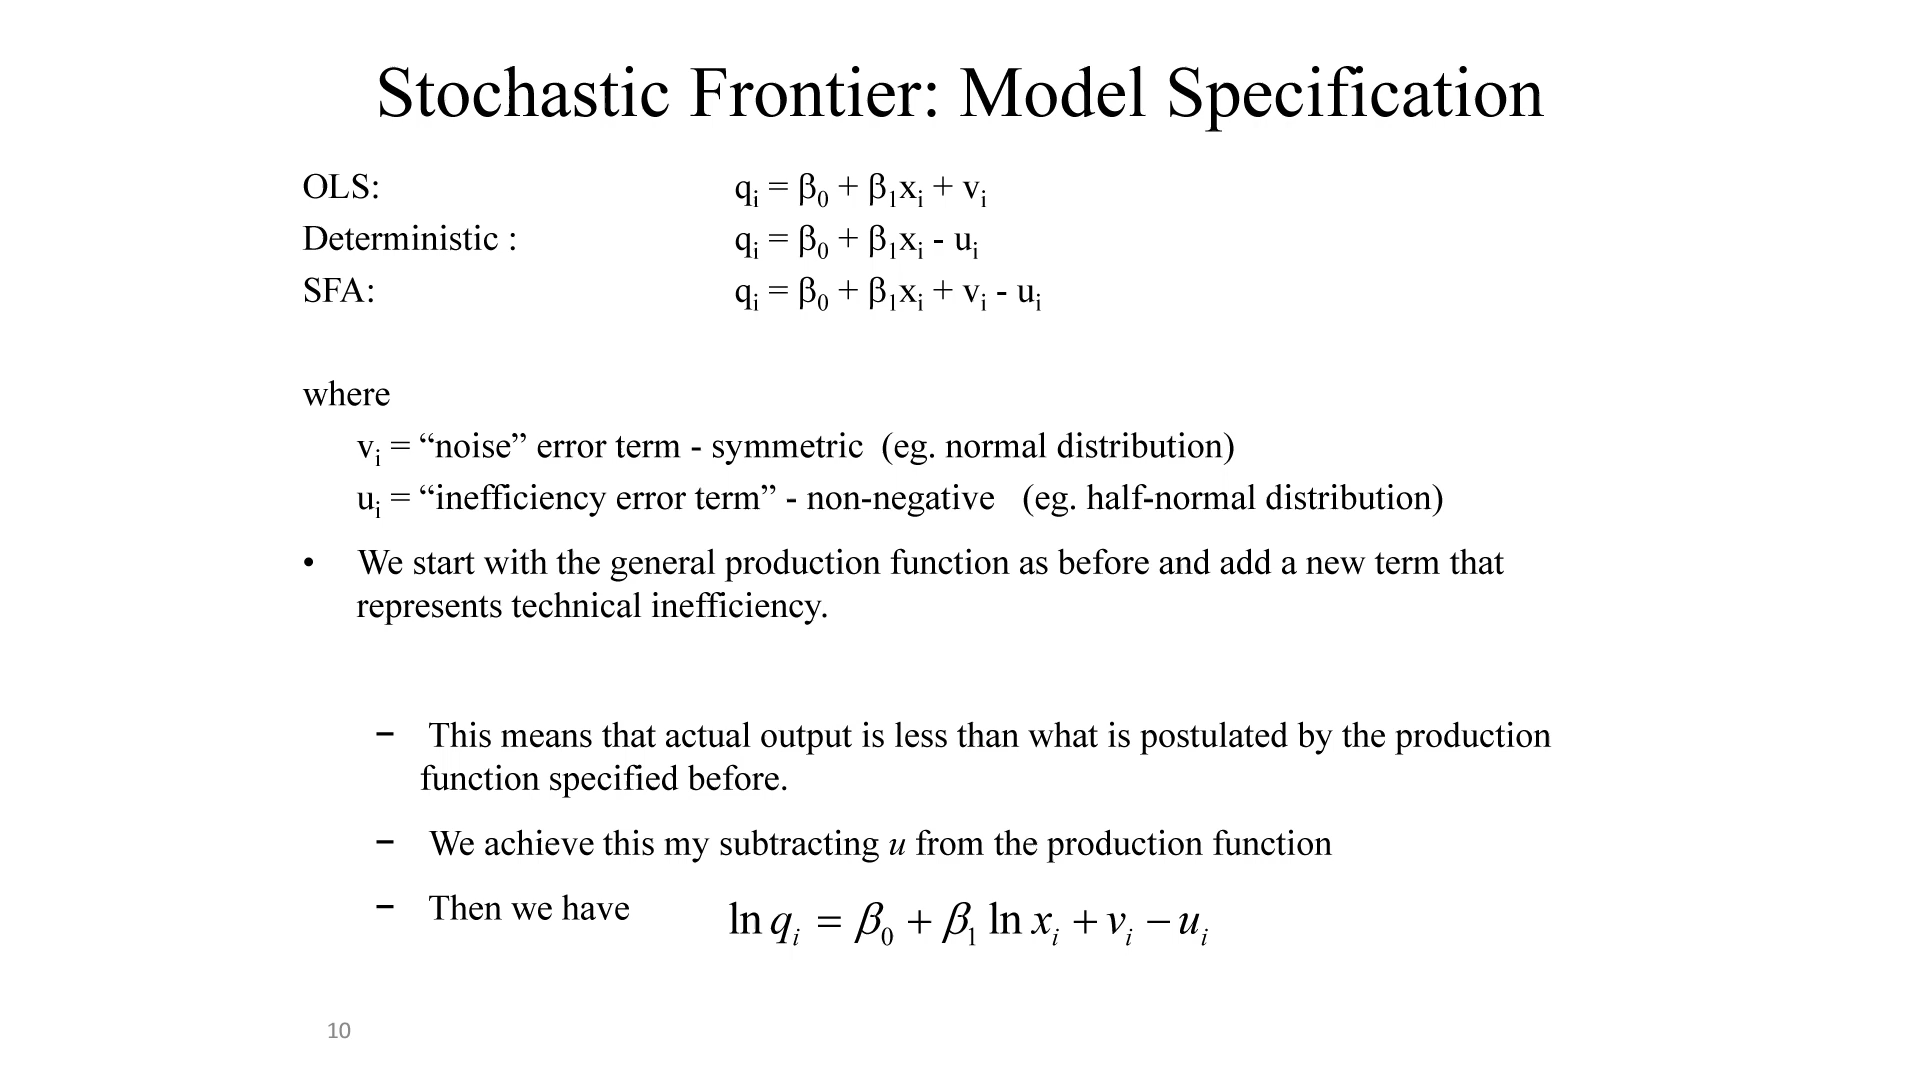 Stochastic Frontier: Model Specification
OLS: qᵢ = β₀ + β₁xᵢ + vᵢ
Deterministic : qᵢ = β₀ + β₁xᵢ - uᵢ
SFA: qᵢ = β₀ + β₁xᵢ + vᵢ - uᵢ
where
vᵢ = “noise” error term - symmetric (eg. normal distribution)
uᵢ = “inefficiency error term” - non-negative (eg. half-normal distribution)
• We start with the general production function as before and add a new term that
represents technical inefficiency.
− This means that actual output is less than what is postulated by the production
function specified before.
− We achieve this my subtracting u from the production function
− Then we have ln qᵢ = β₀ + β₁ ln xᵢ + vᵢ − uᵢ
10